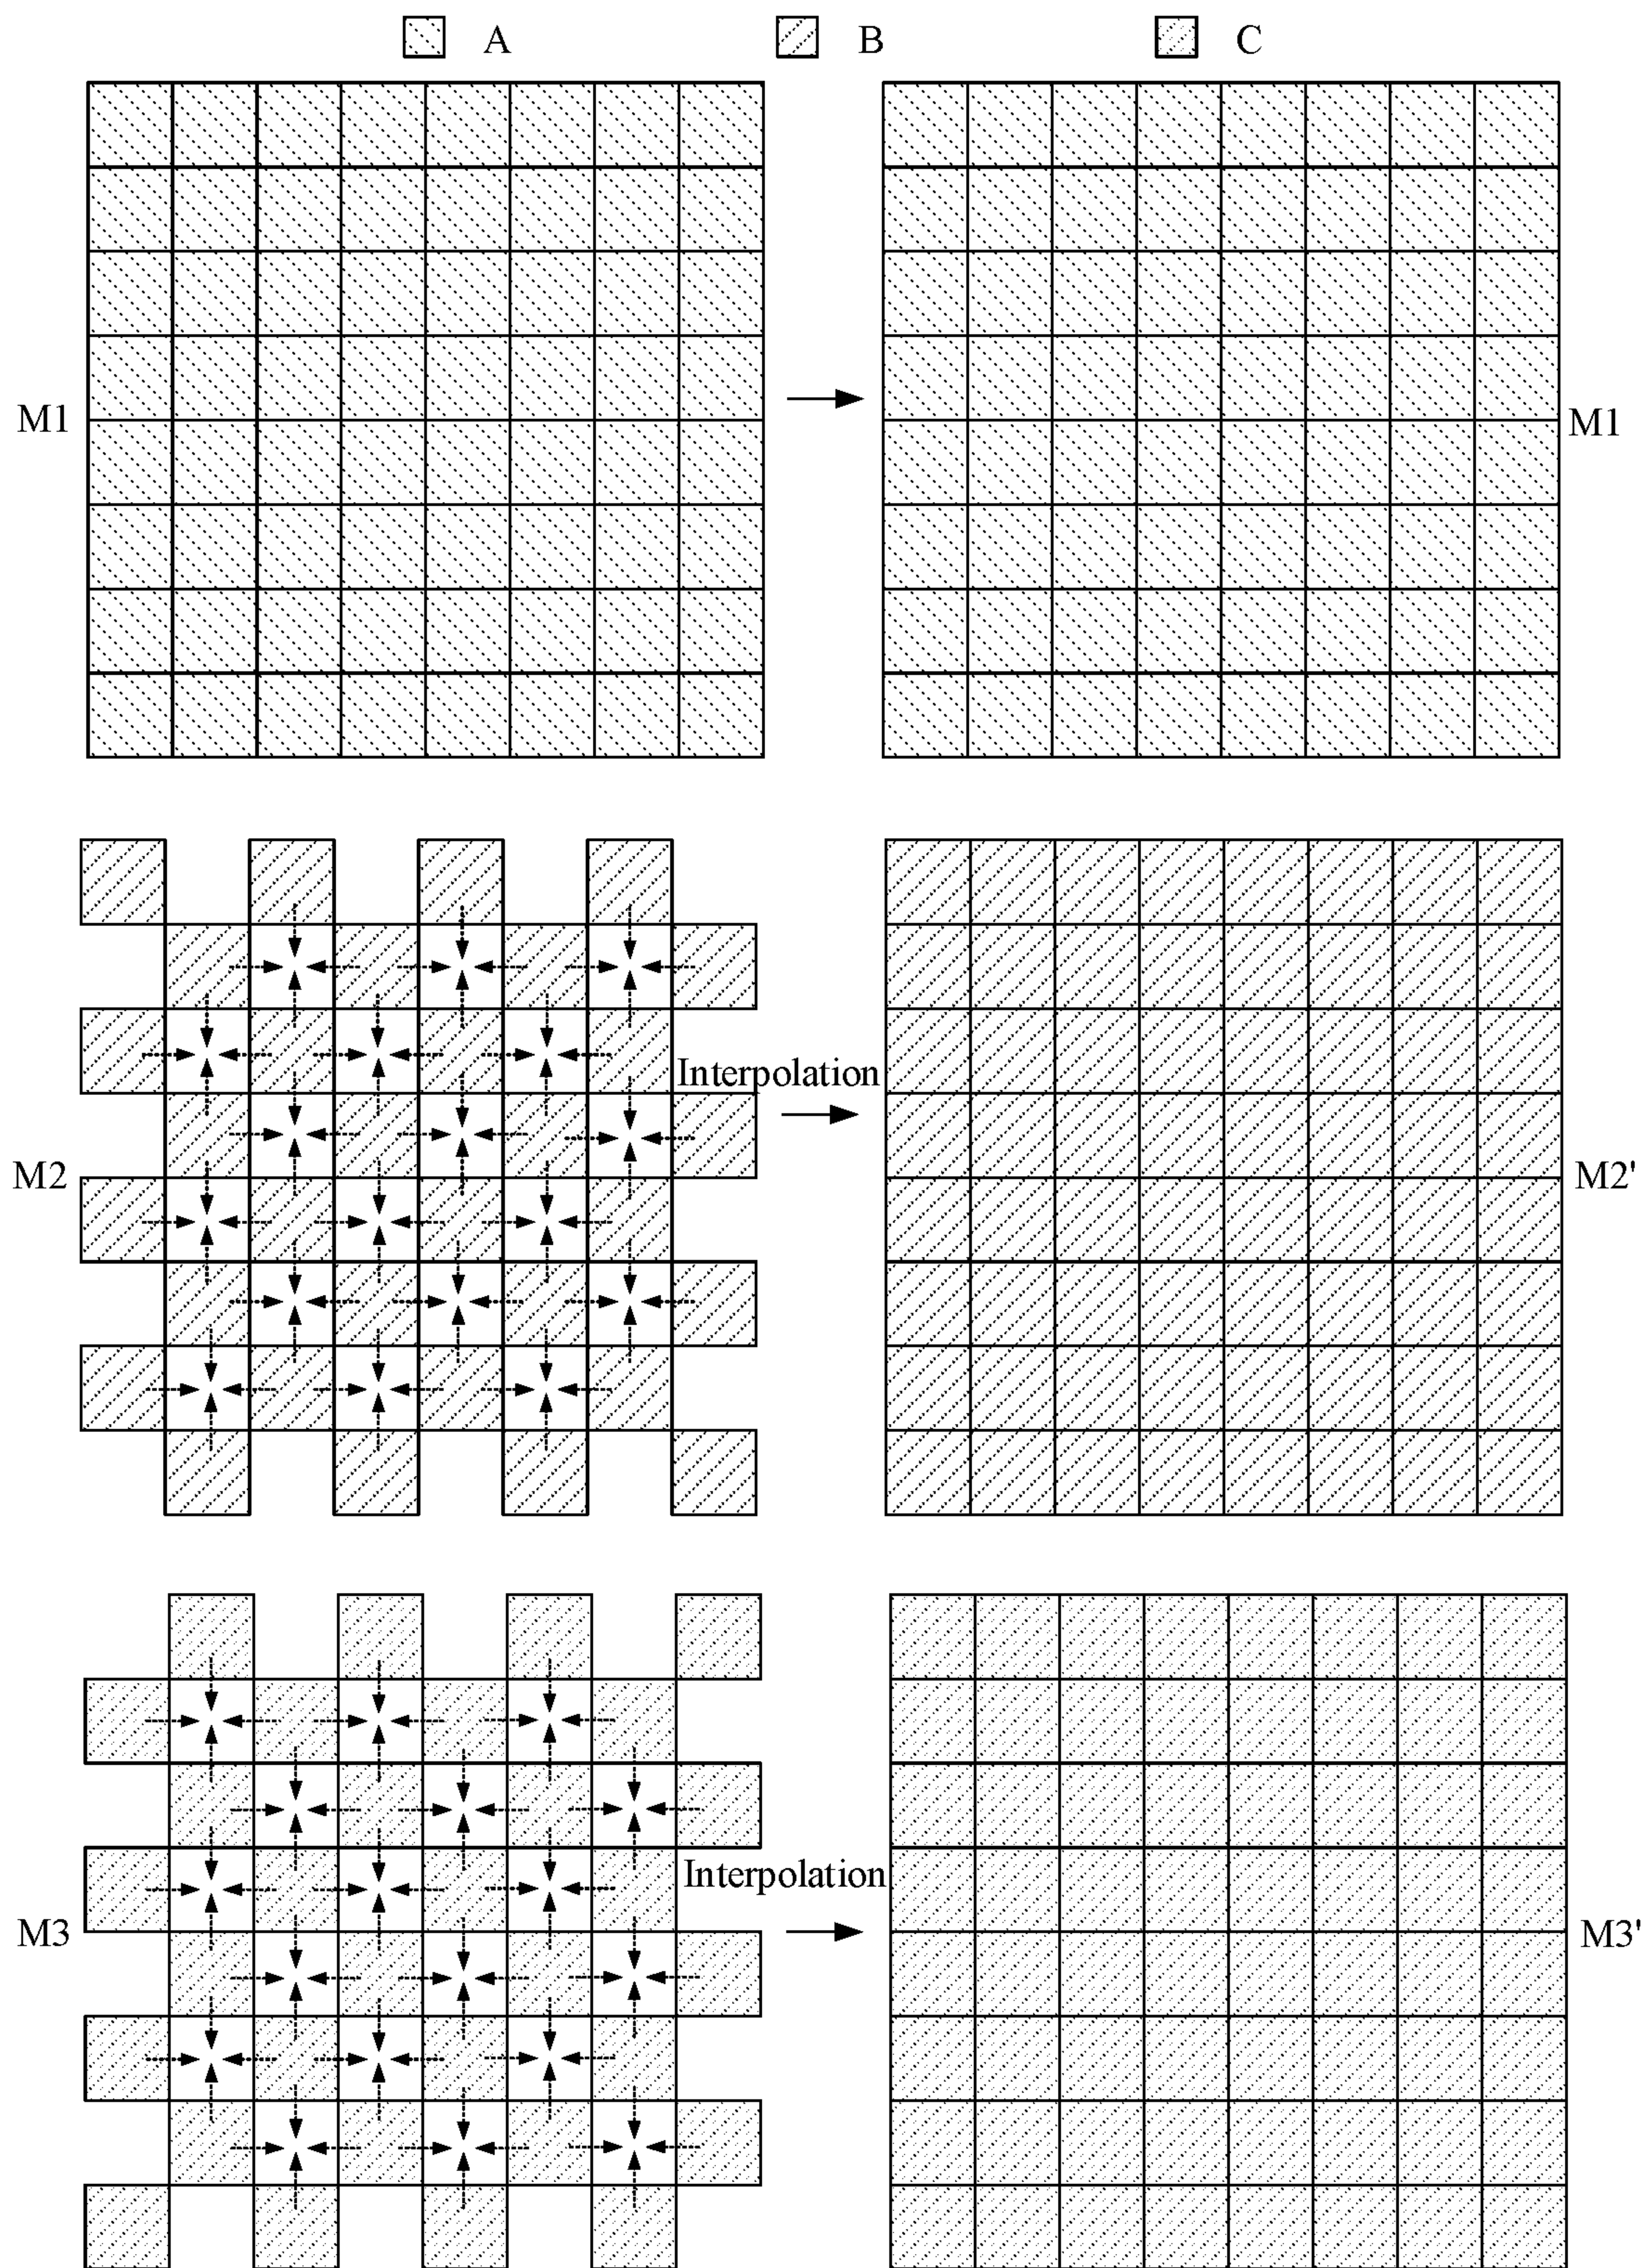 A B C
M1
M1
Interpolation
M2
M2'
Interpolation
M3
M3'